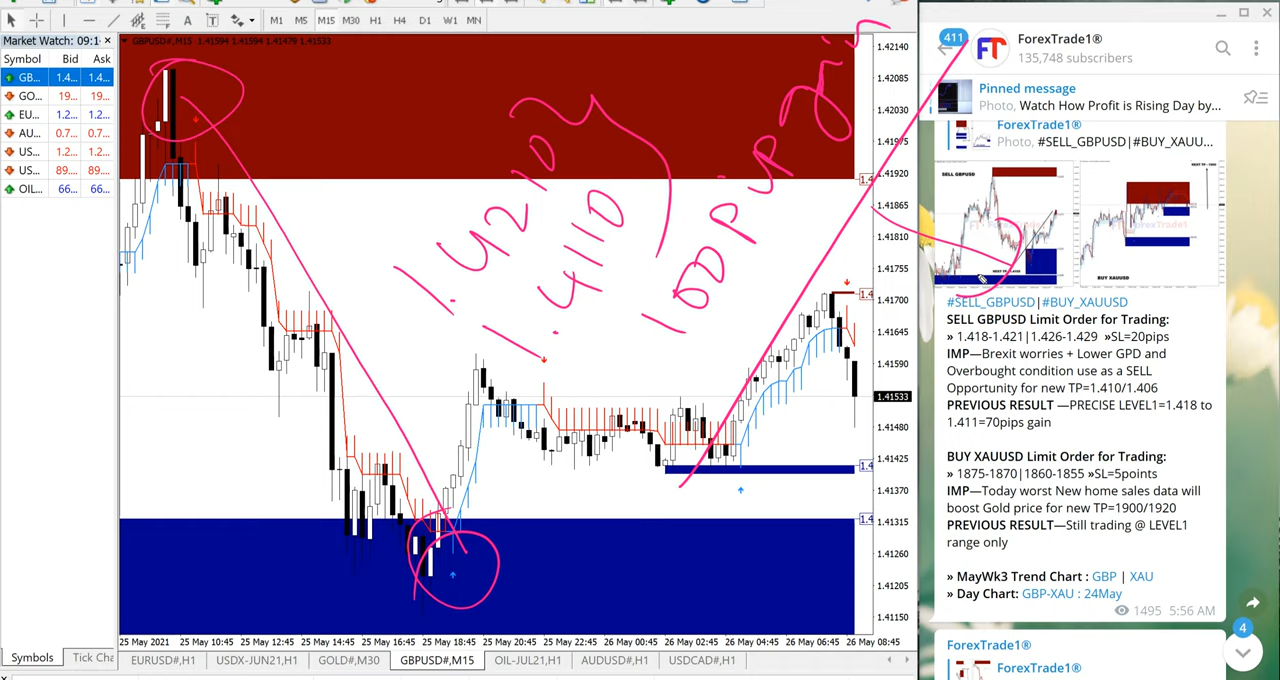 M1 M5 M15 M30 H1 H4 D1 W1 MN
Market Watch: 09:1
Symbol Bid Ask
GB... 1.4... 1.4...
GO... 19... 19...
EU... 1.2... 1.2...
AU... 0.7... 0.7...
US... 1.2... 1.2...
US... 89.... 89....
OIL... 66... 66...
Symbols Tick Cha
GBPUSD#,M15 1.41594 1.41594 1.41479 1.41533
1.4210
1.4110
100 pips
1.42140
1.42085
1.42030
1.41975
1.41920
1.4
1.41865
1.41810
1.41755
1.41700
1.4
1.41645
1.41590
1.41533
1.41480
1.41425
1.4
1.41370
1.41315
1.4
1.41260
1.41205
1.41150
25 May 2021 25 May 10:45 25 May 12:45 25 May 14:45 25 May 16:45 25 May 18:45 25 May 20:45 25 May 22:45 26 May 00:45 26 May 02:45 26 May 04:45 26 May 06:45 26 May 08:45
EURUSD#,H1 USDX-JUN21,H1 GOLD#,M30 GBPUSD#,M15 OIL-JUL21,H1 AUDUSD#,H1 USDCAD#,H1
411
FT
ForexTrade1®
135,748 subscribers
Pinned message
Photo, Watch How Profit is Rising Day by...
ForexTrade1®
Photo, #SELL_GBPUSD|#BUY_XAU...
SELL GBPUSD
BUY XAUUSD
#SELL_GBPUSD|#BUY_XAUUSD
SELL GBPUSD Limit Order for Trading:
» 1.418-1.421|1.426-1.429 »SL=20pips
IMP—Brexit worries + Lower GPD and
Overbought condition use as a SELL
Opportunity for new TP=1.410/1.406
PREVIOUS RESULT —PRECISE LEVEL1=1.418 to
1.411=70pips gain
BUY XAUUSD Limit Order for Trading:
» 1875-1870|1860-1855 »SL=5points
IMP—Today worst New home sales data will
boost Gold price for new TP=1900/1920
PREVIOUS RESULT—Still trading @ LEVEL1
range only
» MayWk3 Trend Chart : GBP | XAU
» Day Chart: GBP-XAU : 24May
1495 5:56 AM
4
ForexTrade1®
ForexTrade1®